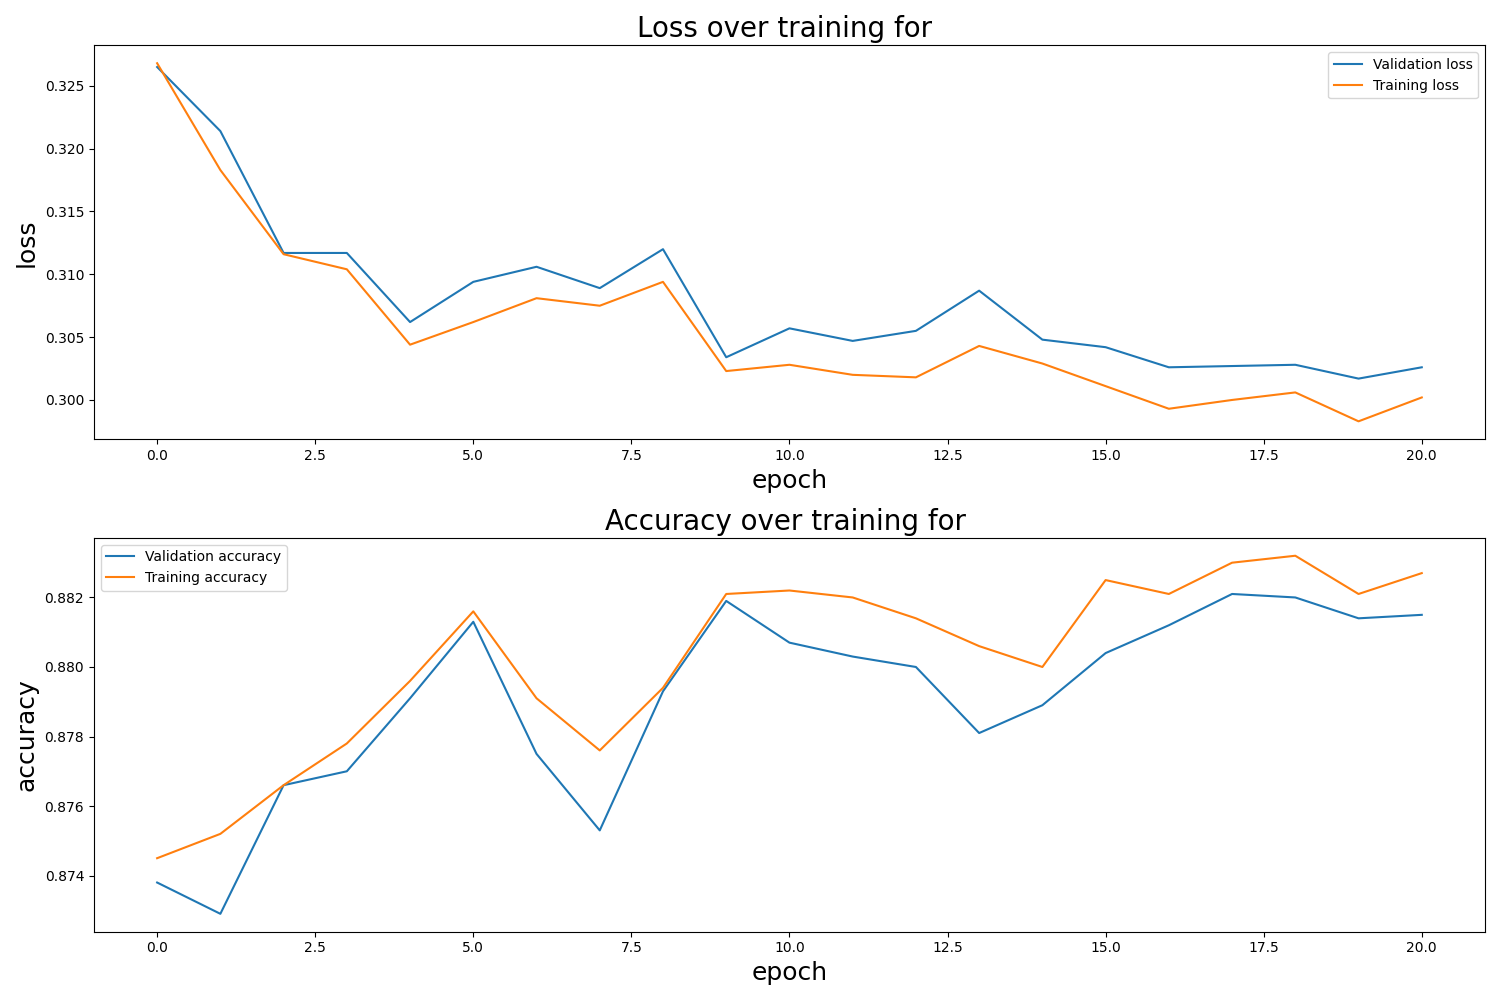 Loss over training for
Validation loss
Training loss
0.325
0.320
0.315
0.310
0.305
0.300
loss
0.0 2.5 5.0 7.5 10.0 12.5 15.0 17.5 20.0
epoch
Accuracy over training for
Validation accuracy
Training accuracy
0.882
0.880
0.878
0.876
0.874
accuracy
0.0 2.5 5.0 7.5 10.0 12.5 15.0 17.5 20.0
epoch